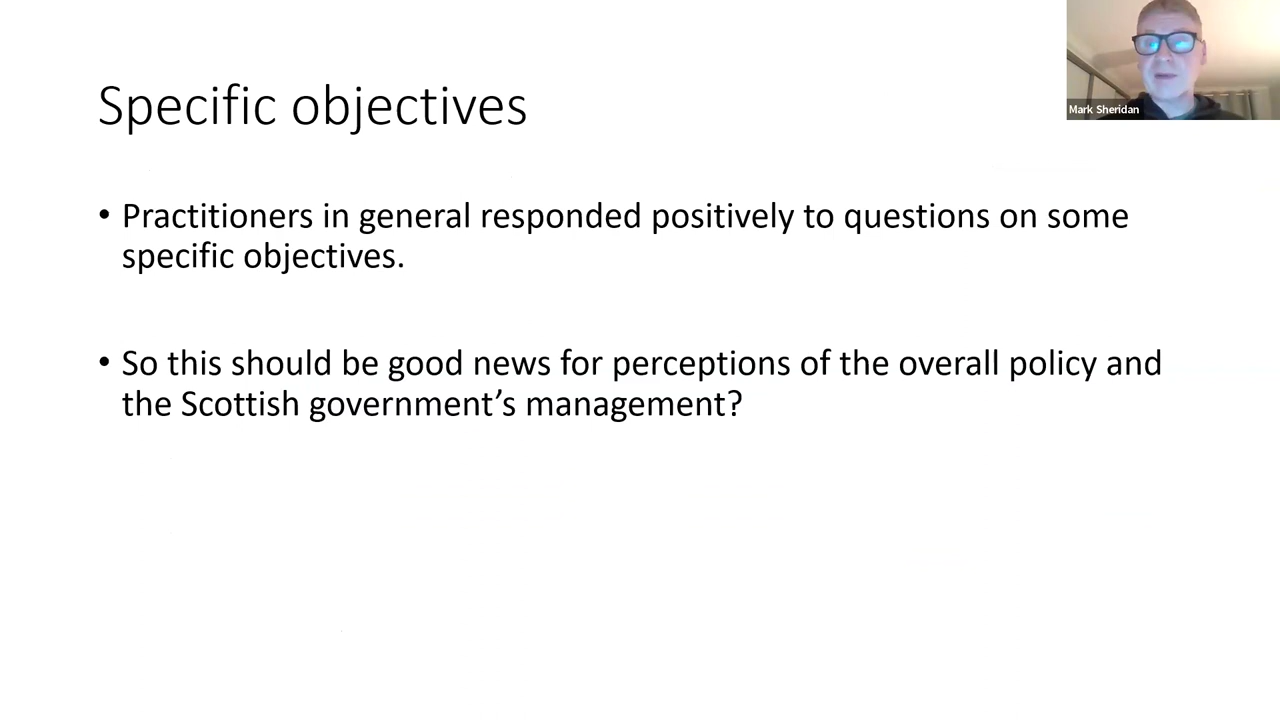 Specific objectives
Mark Sheridan
• Practitioners in general responded positively to questions on some
specific objectives.
• So this should be good news for perceptions of the overall policy and
the Scottish government’s management?